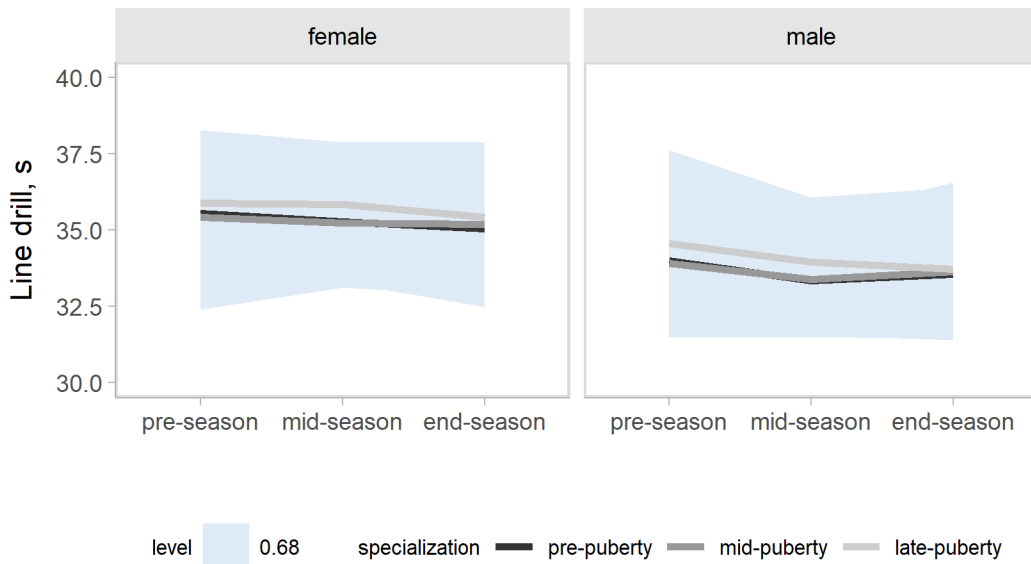 female male
Line drill, s
40.0
37.5
35.0
32.5
30.0
pre-season mid-season end-season pre-season mid-season end-season
level 0.68 specialization pre-puberty mid-puberty late-puberty